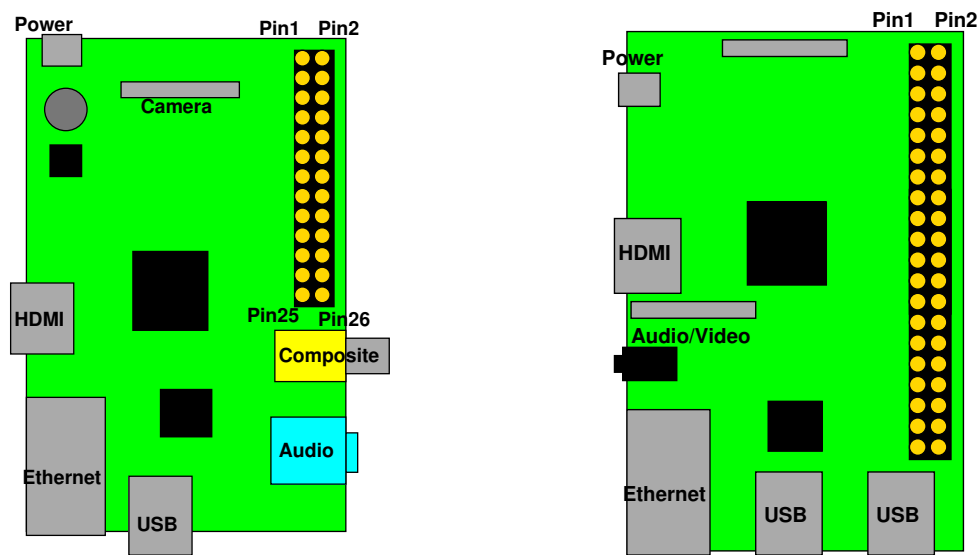 Power
Pin1 Pin2
Camera
HDMI
Pin25 Pin26
Composite
Audio
Ethernet
USB
Pin1 Pin2
Power
HDMI
Audio/Video
Ethernet
USB
USB